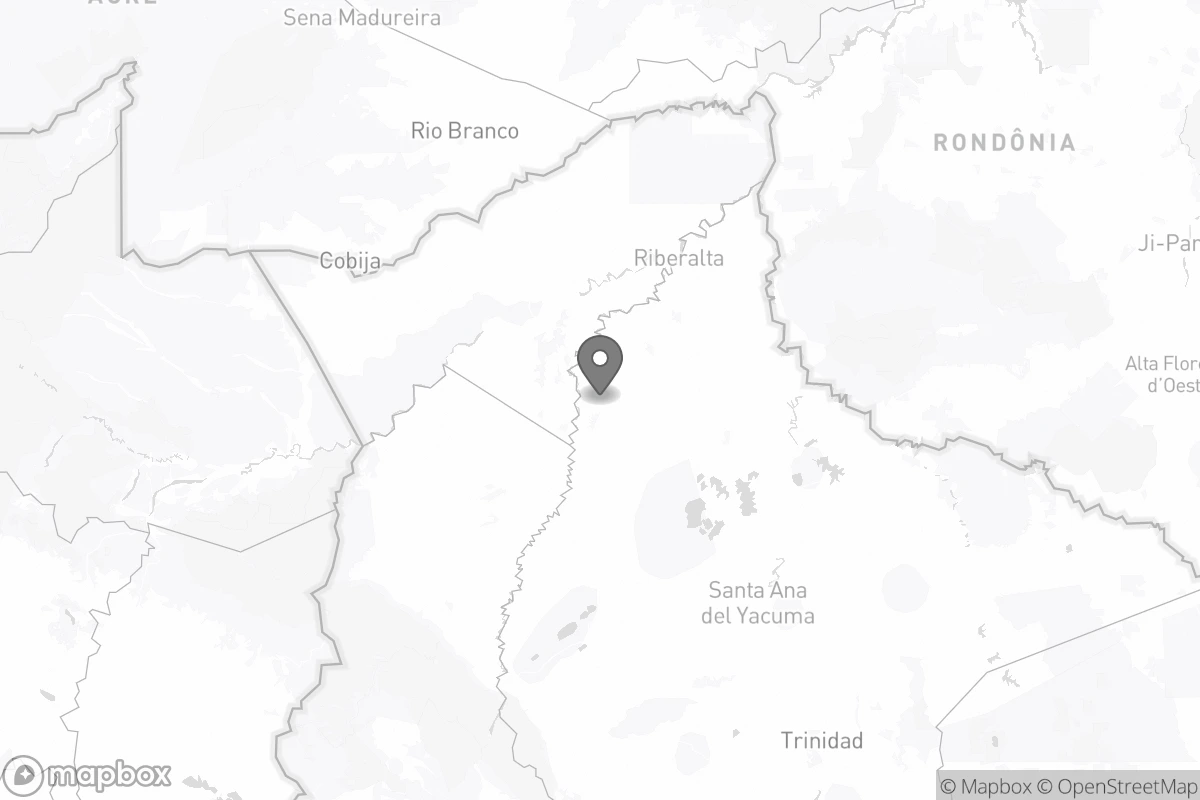 ACRE
Sena Madureira
Rio Branco
RONDÔNIA
Cobija
Riberalta
Ji-Par
Alta Flore
d'Oest
Santa Ana
del Yacuma
Trinidad
mapbox
© Mapbox © OpenStreetMap